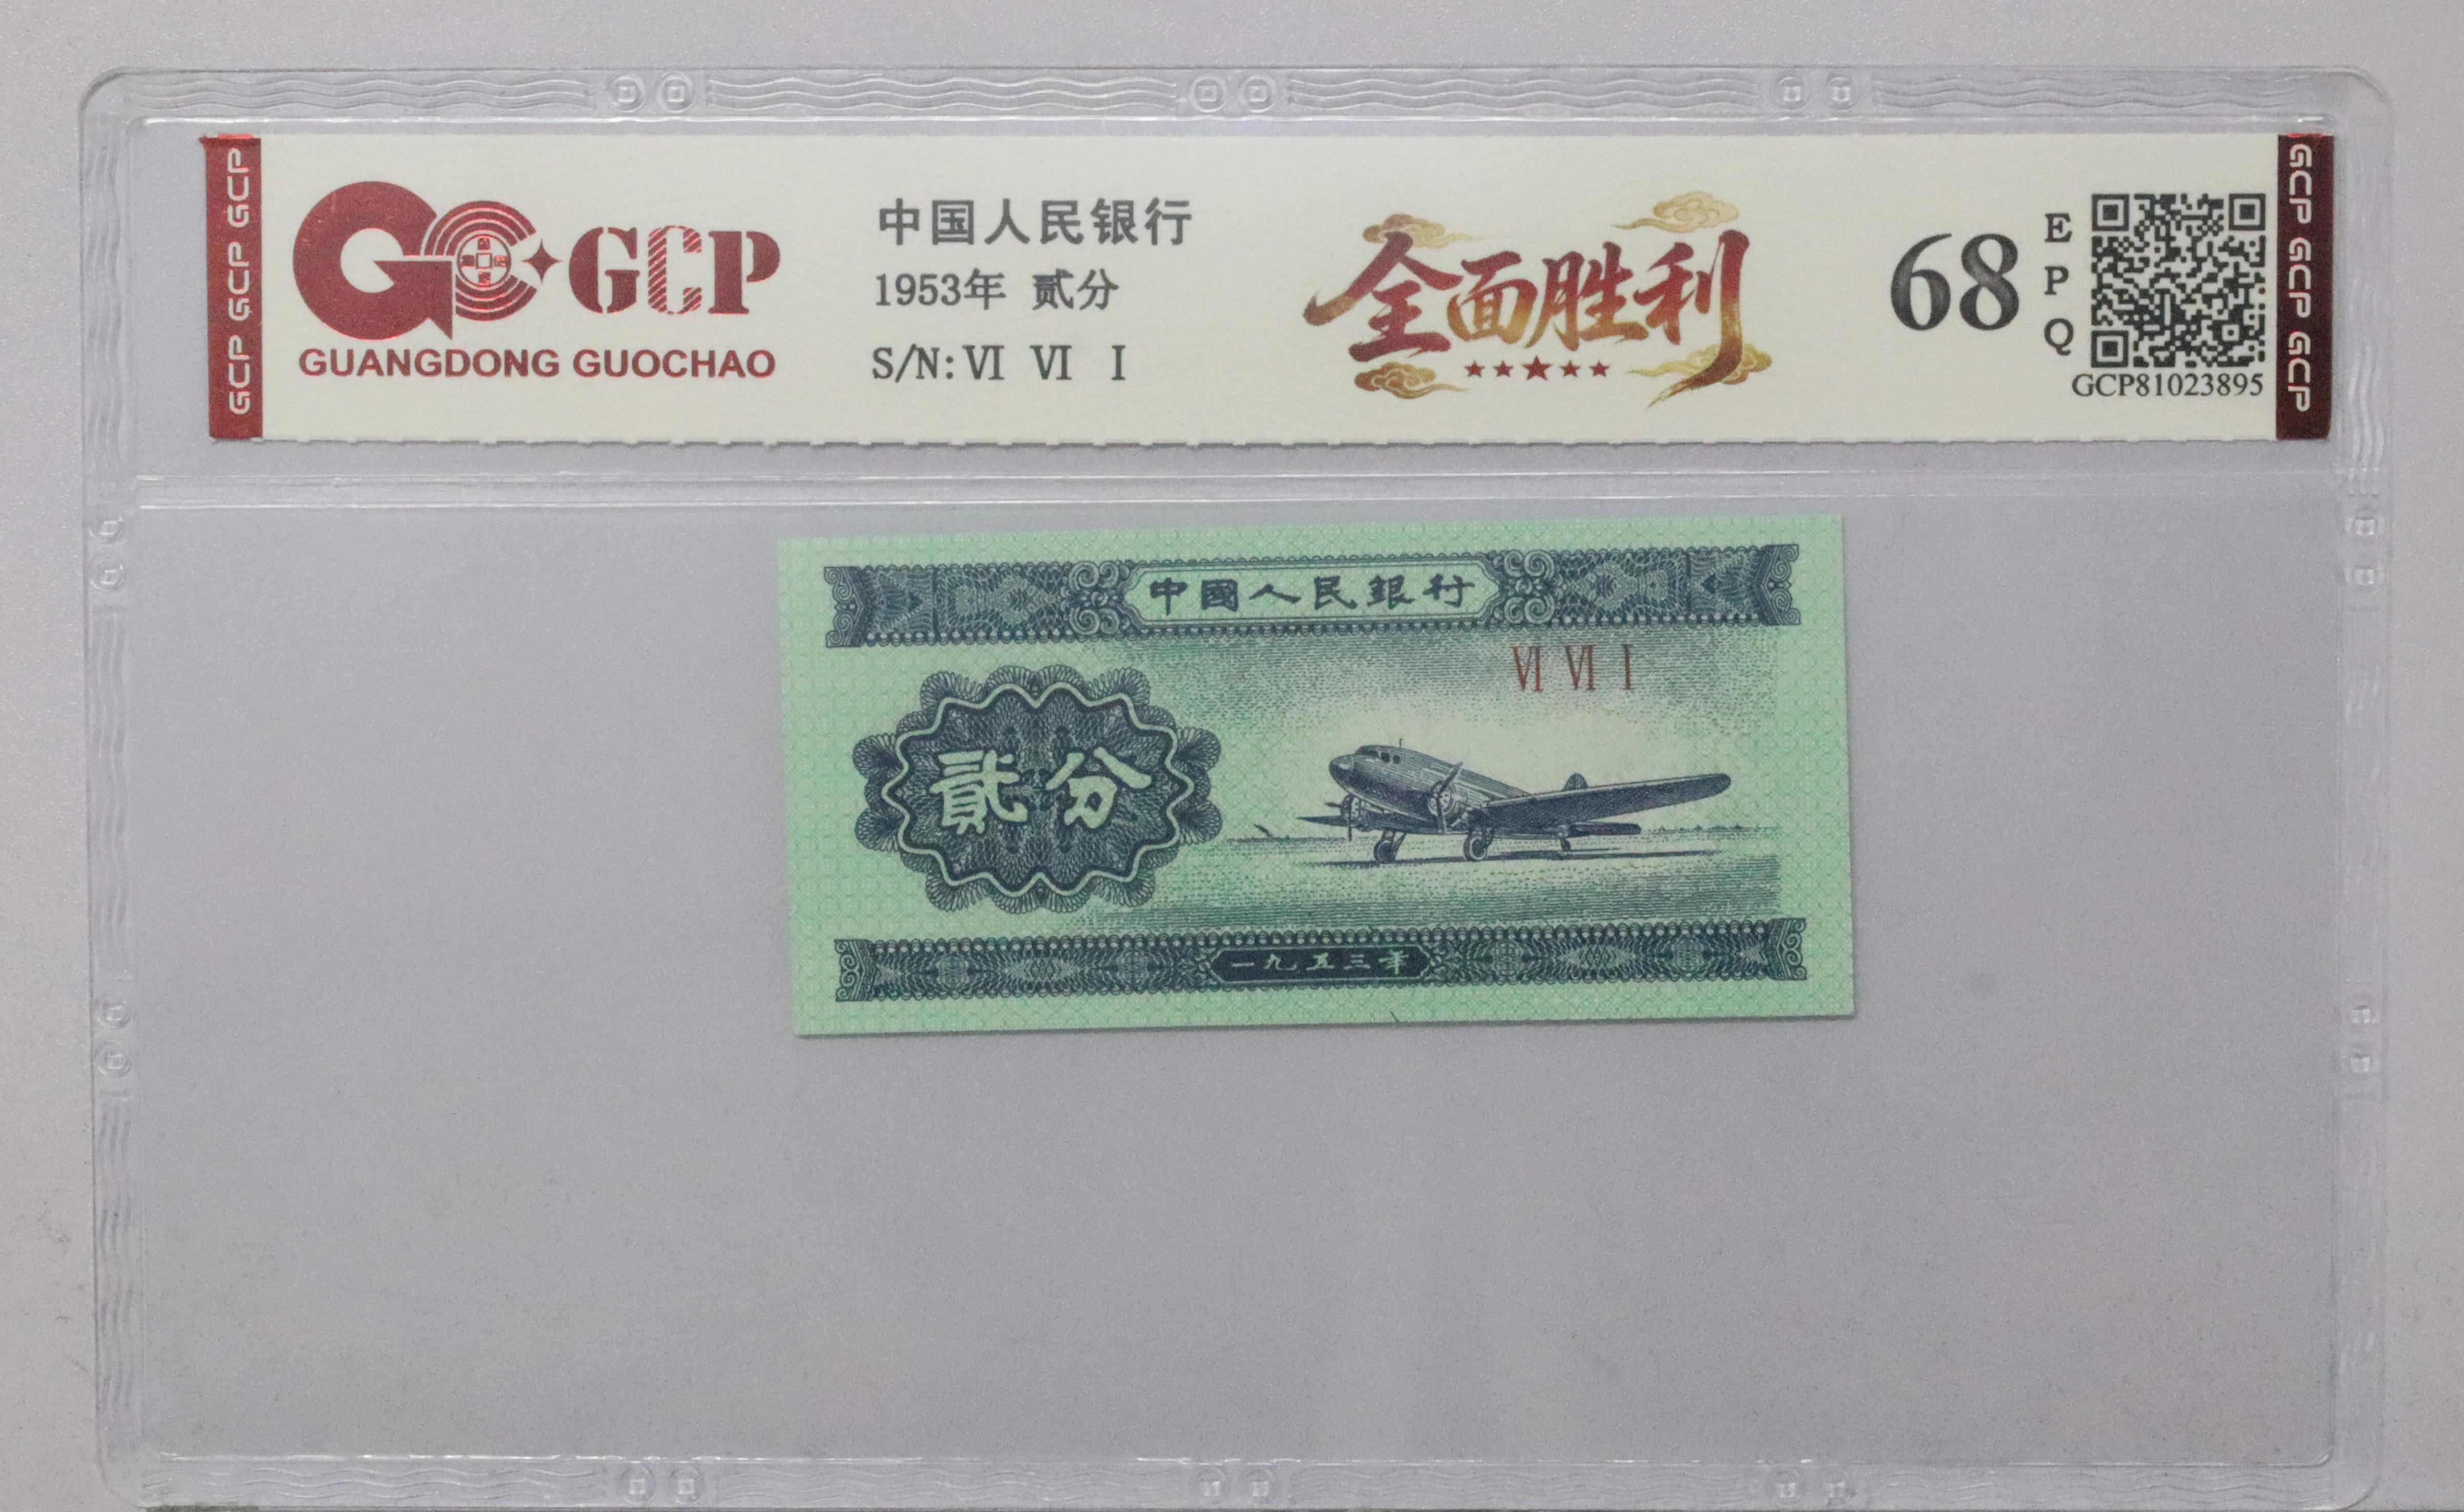 GCP GCP GCP
GCP
GUANGDONG GUOCHAO
中国人民银行
1953年 贰分
S/N: VI VI I
全面胜利
68
EPQ
GCP81023895
GCP GCP GCP
中國人民銀行
VI VI I
貳分
一九五三年